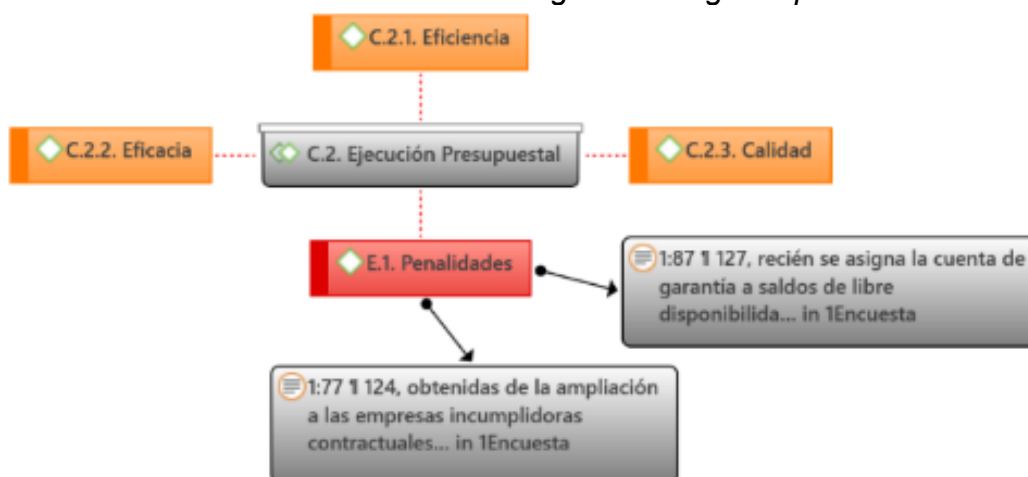 C.2.1. Eficiencia
C.2.2. Eficacia
C.2. Ejecución Presupuestal
C.2.3. Calidad
E.1. Penalidades
1:87 ¶ 127, recién se asigna la cuenta de
garantía a saldos de libre
disponibilida... in 1Encuesta
1:77 ¶ 124, obtenidas de la ampliación
a las empresas incumplidoras
contractuales... in 1Encuesta